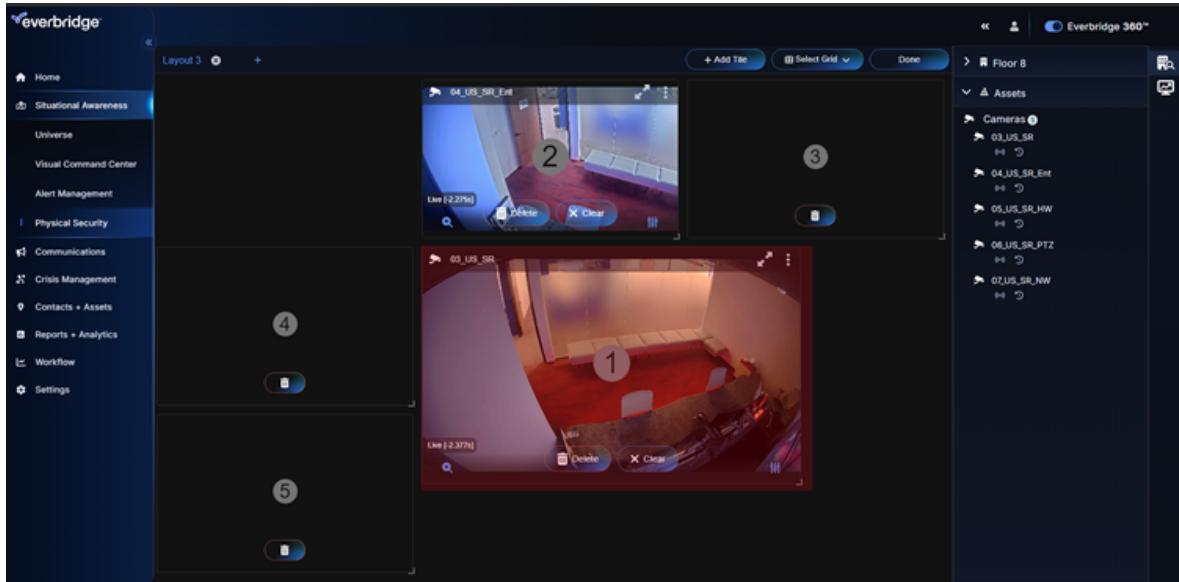 everbridge
Everbridge 360™
Home
Situational Awareness
Universe
Visual Command Center
Alert Management
Physical Security
Communications
Crisis Management
Contacts + Assets
Reports + Analytics
Workflow
Settings
Layout 3
+
+ Add Tile
Select Grid
Done
04_US_SR_Ent
2
Live [-2.275s]
Delete
Clear
3
4
5
03_US_SR
1
Live [-2.377s]
Delete
Clear
Floor 8
Assets
Cameras 5
03_US_SR
04_US_SR_Ent
05_US_SR_HW
06_US_SR_PTZ
07_US_SR_NW